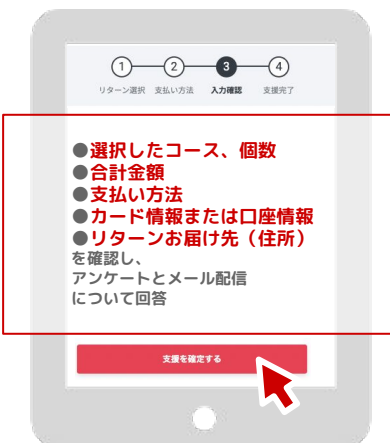 1 2 3 4
リターン選択 支払い方法 入力確認 支援完了
●選択したコース、個数
●合計金額
●支払い方法
●カード情報または口座情報
●リターンお届け先（住所）
を確認し、
アンケートとメール配信
について回答
支援を確定する